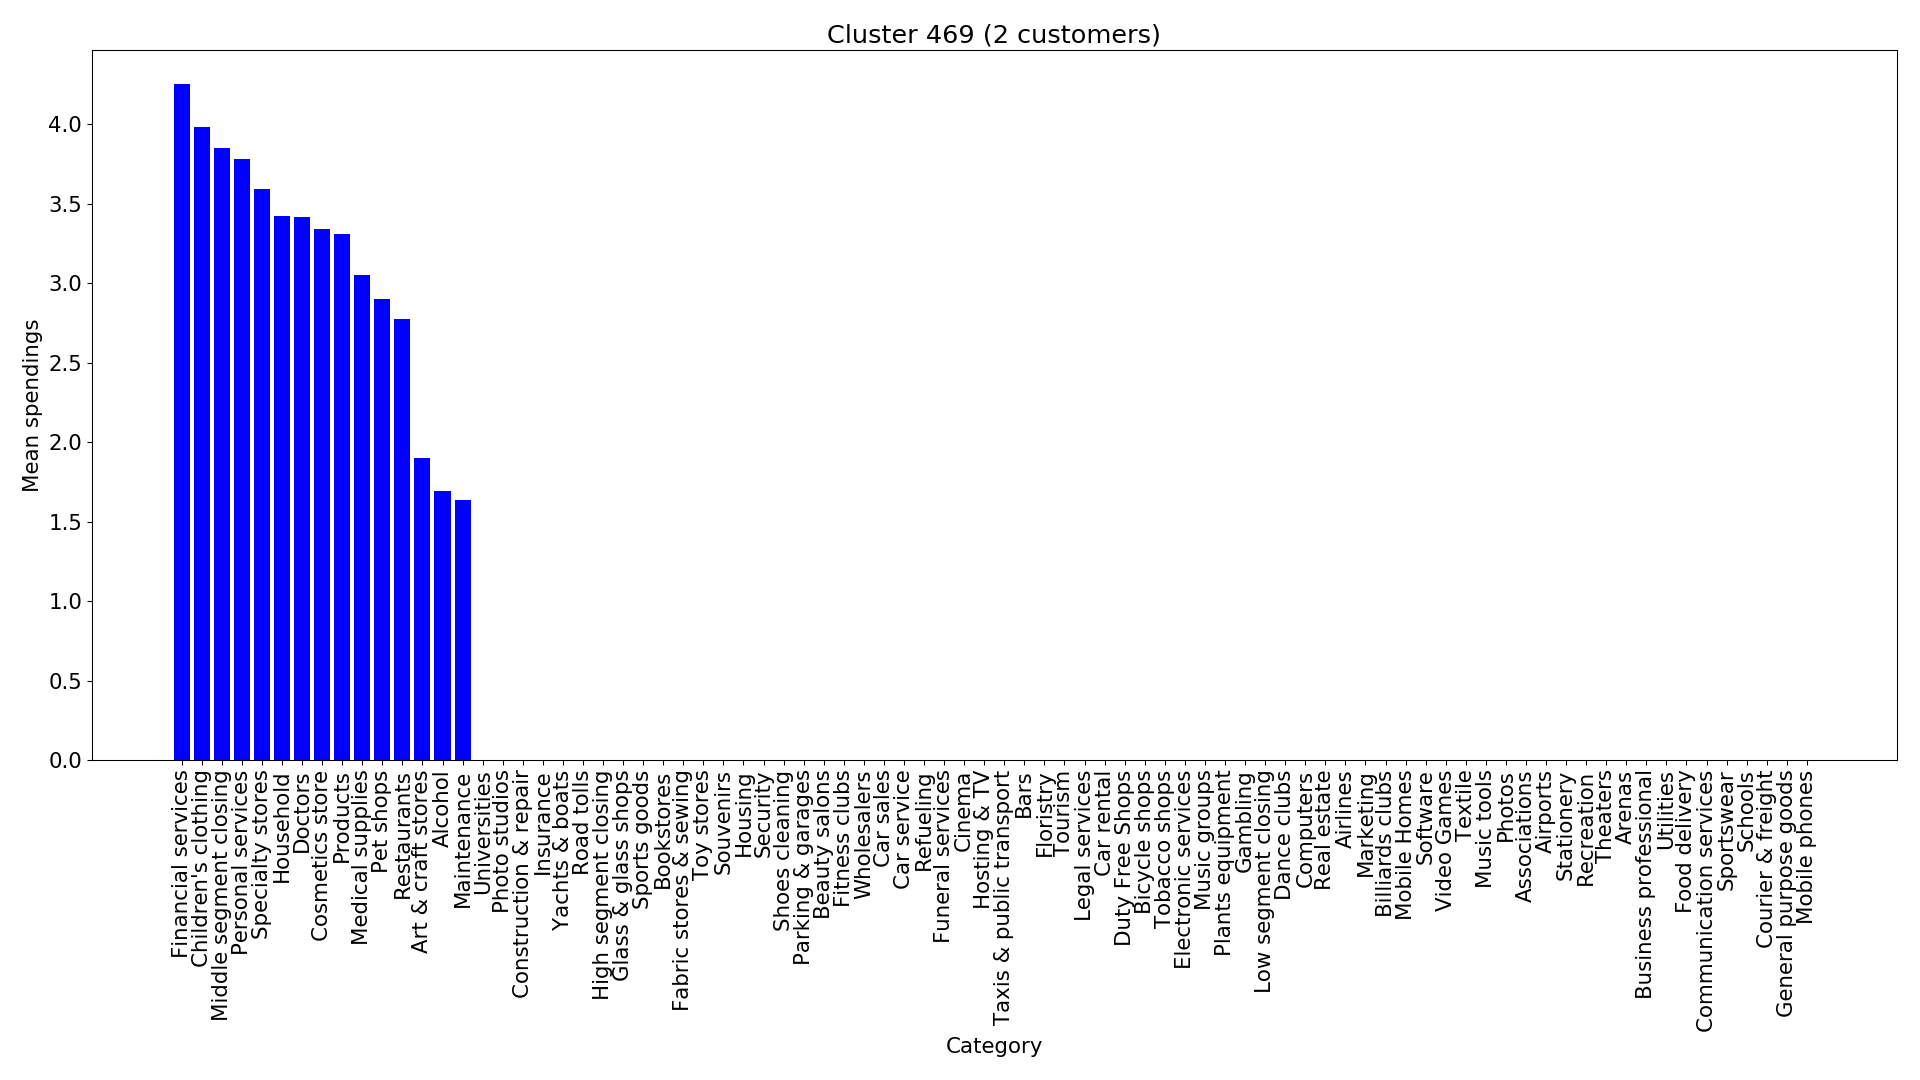 Cluster 469 (2 customers)
Mean spendings
4.0
3.5
3.0
2.5
2.0
1.5
1.0
0.5
0.0
Financial services
Children's clothing
Middle segment closing
Personal services
Specialty stores
Household
Doctors
Cosmetics store
Products
Medical supplies
Pet shops
Restaurants
Art & craft stores
Alcohol
Maintenance
Universities
Photo studios
Construction & repair
Insurance
Yachts & boats
Road tolls
High segment closing
Glass & glass shops
Sports goods
Bookstores
Fabric stores & sewing
Toy stores
Souvenirs
Housing
Security
Shoes cleaning
Parking & garages
Beauty salons
Fitness clubs
Wholesalers
Car sales
Car service
Refueling
Funeral services
Cinema
Hosting & TV
Taxis & public transport
Bars
Floristry
Tourism
Legal services
Car rental
Duty Free Shops
Bicycle shops
Tobacco shops
Electronic services
Music groups
Plants equipment
Gambling
Low segment closing
Dance clubs
Computers
Real estate
Airlines
Marketing
Billiards clubs
Mobile Homes
Software
Video Games
Textile
Music tools
Photos
Associations
Airports
Stationery
Recreation
Theaters
Arenas
Business professional
Utilities
Food delivery
Communication services
Sportswear
Schools
Courier & freight
General purpose goods
Mobile phones
Category